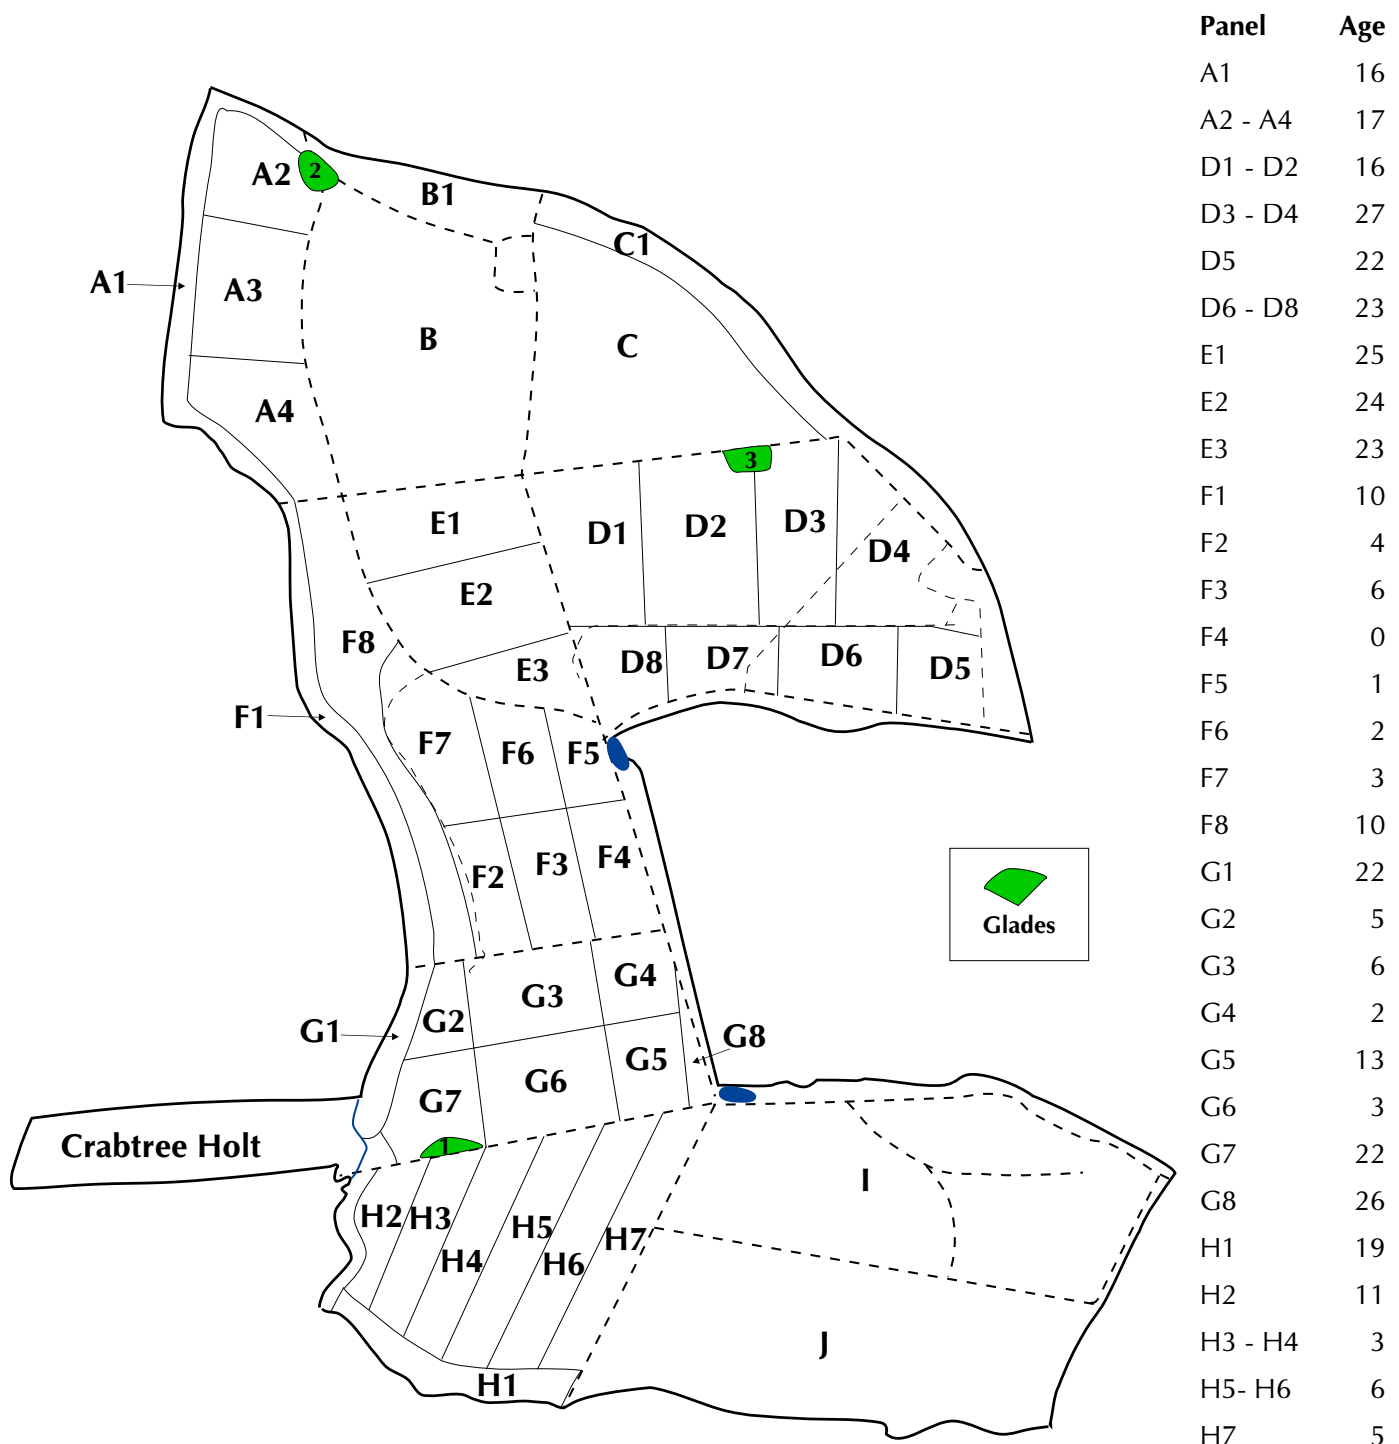 Panel Age
A1 16
A2 - A4 17
D1 - D2 16
D3 - D4 27
D5 22
D6 - D8 23
E1 25
E2 24
E3 23
F1 10
F2 4
F3 6
F4 0
F5 1
F6 2
F7 3
F8 10
G1 22
G2 5
G3 6
G4 2
G5 13
G6 3
G7 22
G8 26
H1 19
H2 11
H3 - H4 3
H5- H6 6
H7 5
A2
2
B1
C1
A1
A3
B
C
A4
3
E1
D1
D2
D3
D4
E2
F8
E3
D8
D7
D6
D5
F1
F7
F6
F5
F2
F3
F4
Glades
G4
G3
G2
G1
G8
G5
G6
G7
1
Crabtree Holt
I
H2
H3
H5
H7
H4
H6
J
H1